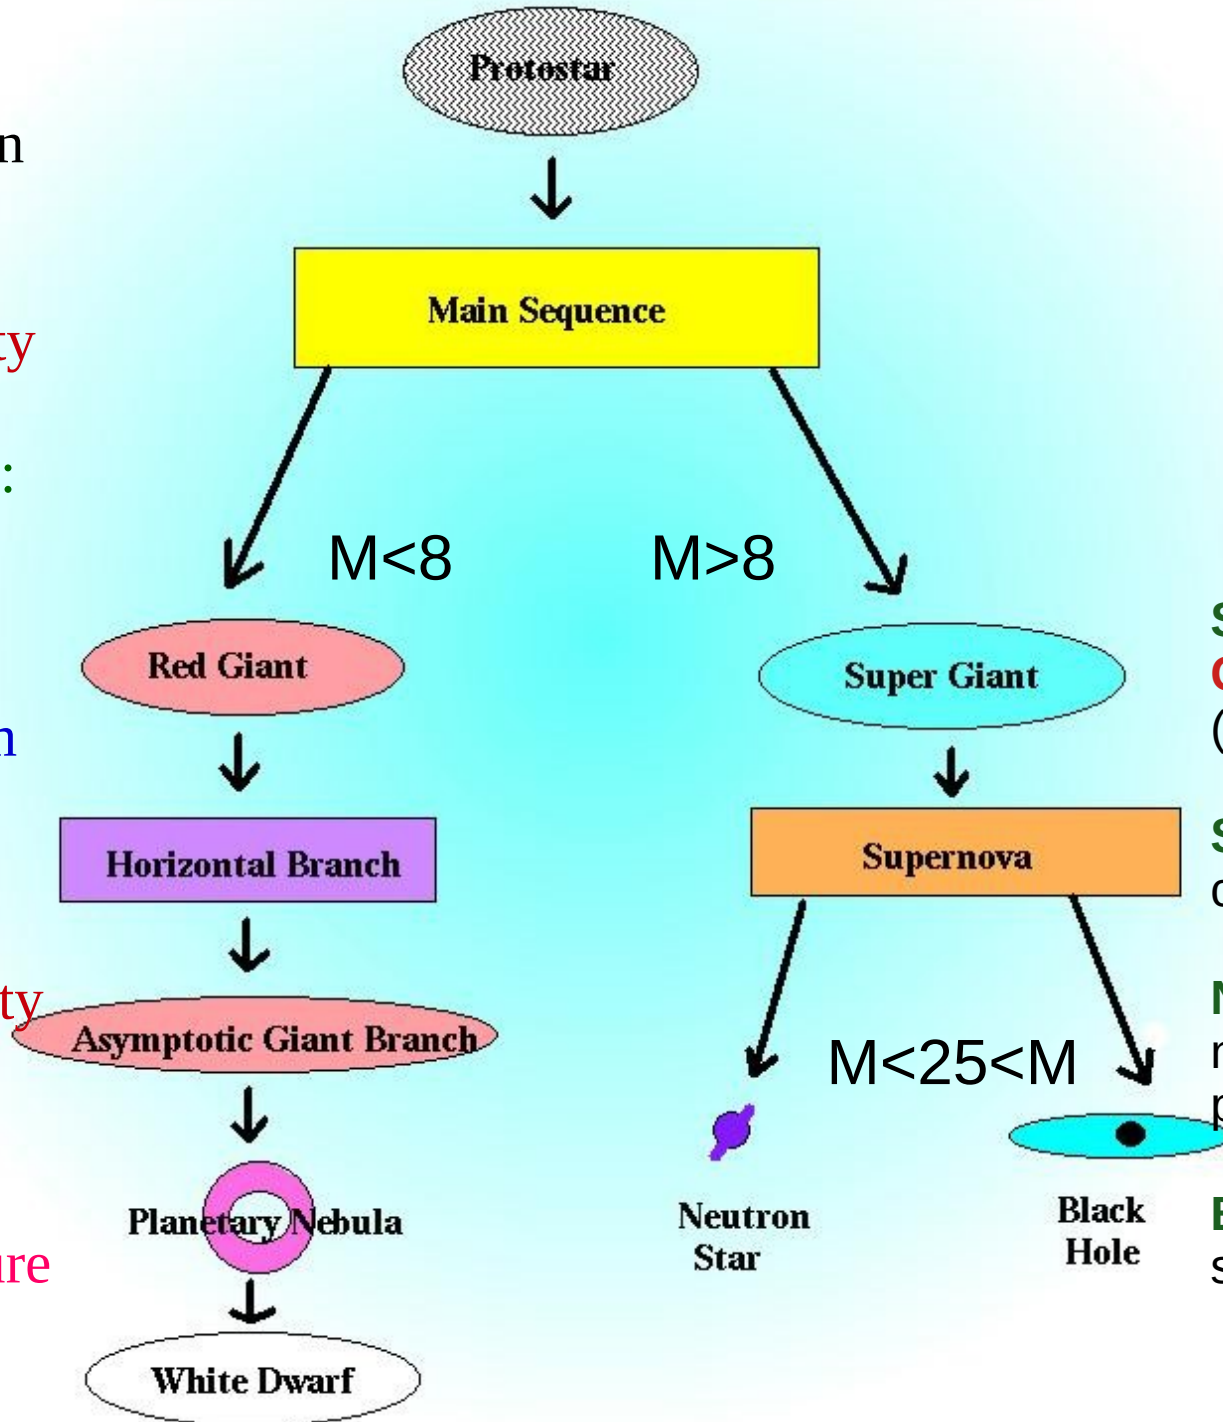 Protostar
Main Sequence
M<8
M>8
Red Giant
Super Giant
Horizontal Branch
Supernova
Asymptotic Giant Branch
M<25<M
Planetary Nebula
Neutron
Star
Black
Hole
White Dwarf